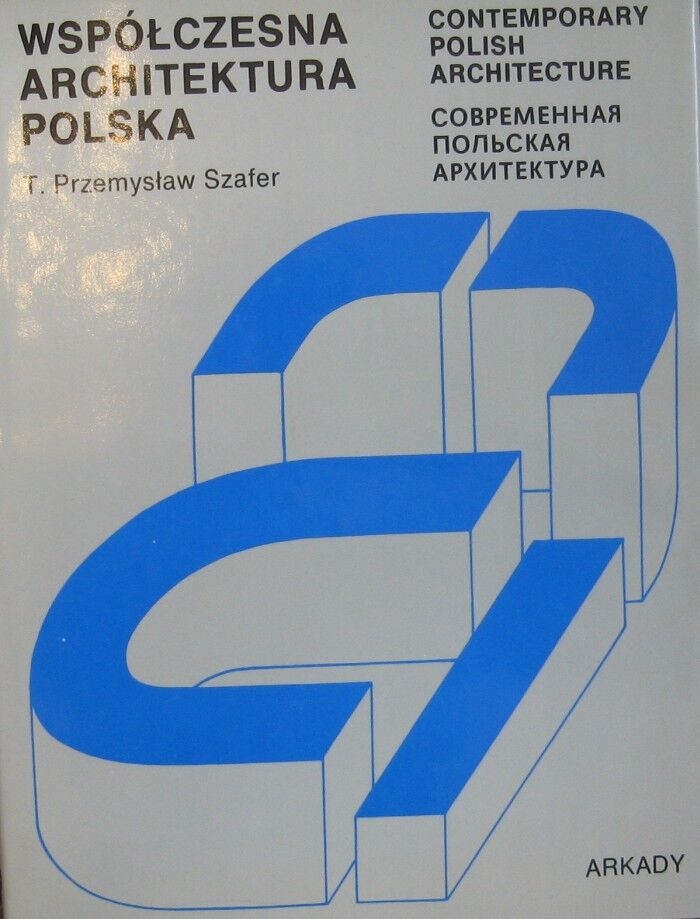 WSPÓŁCZESNA
ARCHITEKTURA
POLSKA
T. Przemysław Szafer
CONTEMPORARY
POLISH
ARCHITECTURE
СОВРЕМЕННАЯ
ПОЛЬСКАЯ
АРХИТЕКТУРА
ARKADY